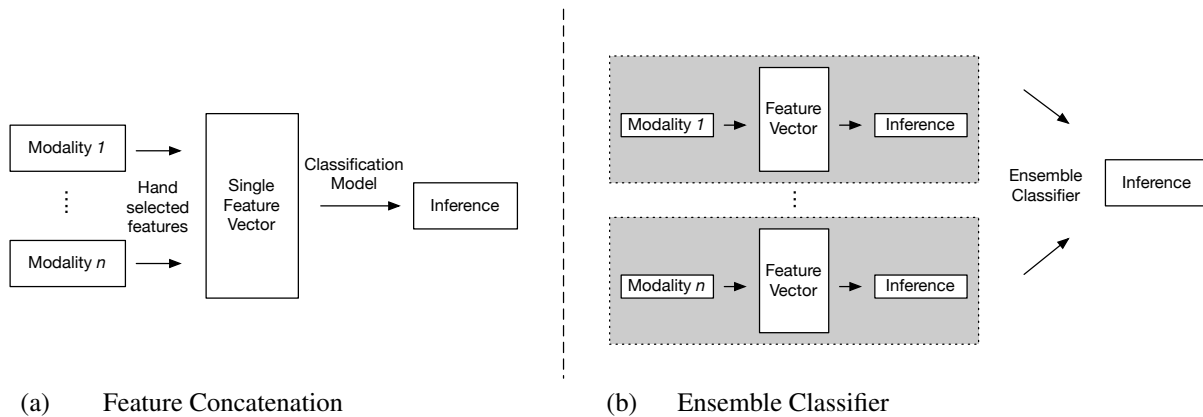 Modality 1
⋮
Modality n
Hand
selected
features
Single
Feature
Vector
Classification
Model
Inference
(a) Feature Concatenation
Modality 1
Feature
Vector
Inference
⋮
Modality n
Feature
Vector
Inference
Ensemble
Classifier
Inference
(b) Ensemble Classifier